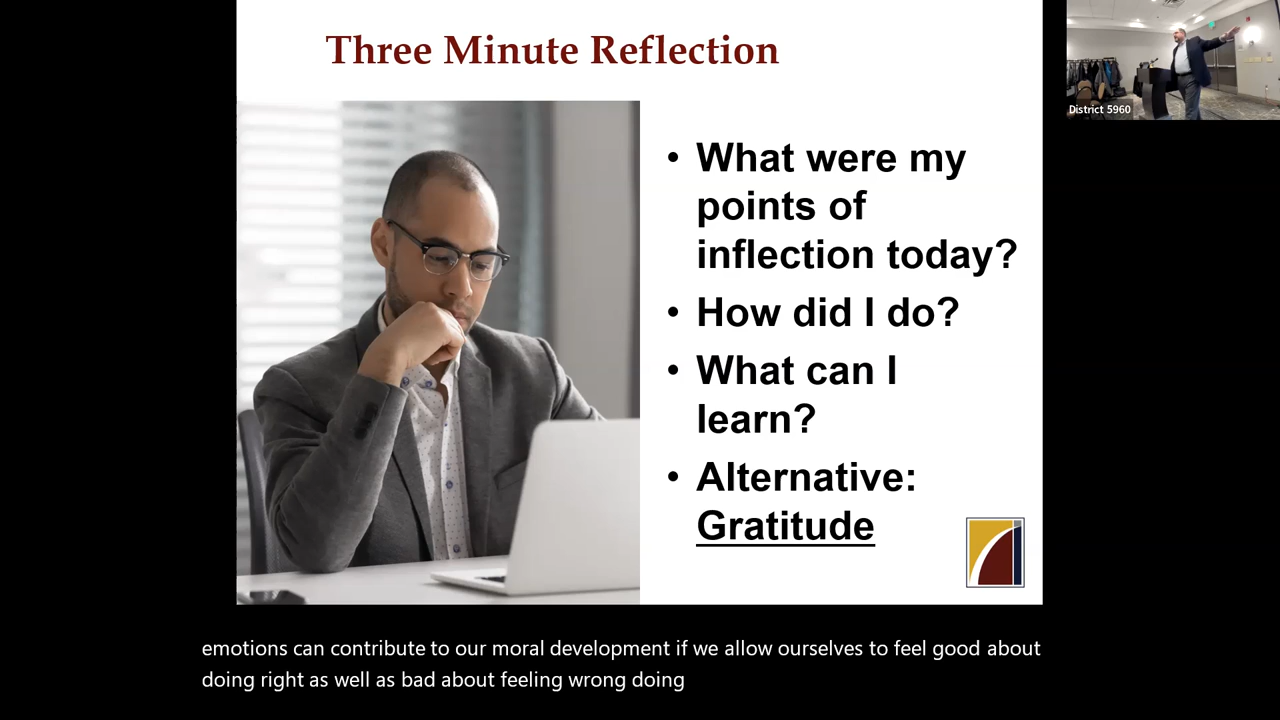 Three Minute Reflection
District 5960
• What were my
points of
inflection today?
• How did I do?
• What can I
learn?
• Alternative:
Gratitude
emotions can contribute to our moral development if we allow ourselves to feel good about
doing right as well as bad about feeling wrong doing